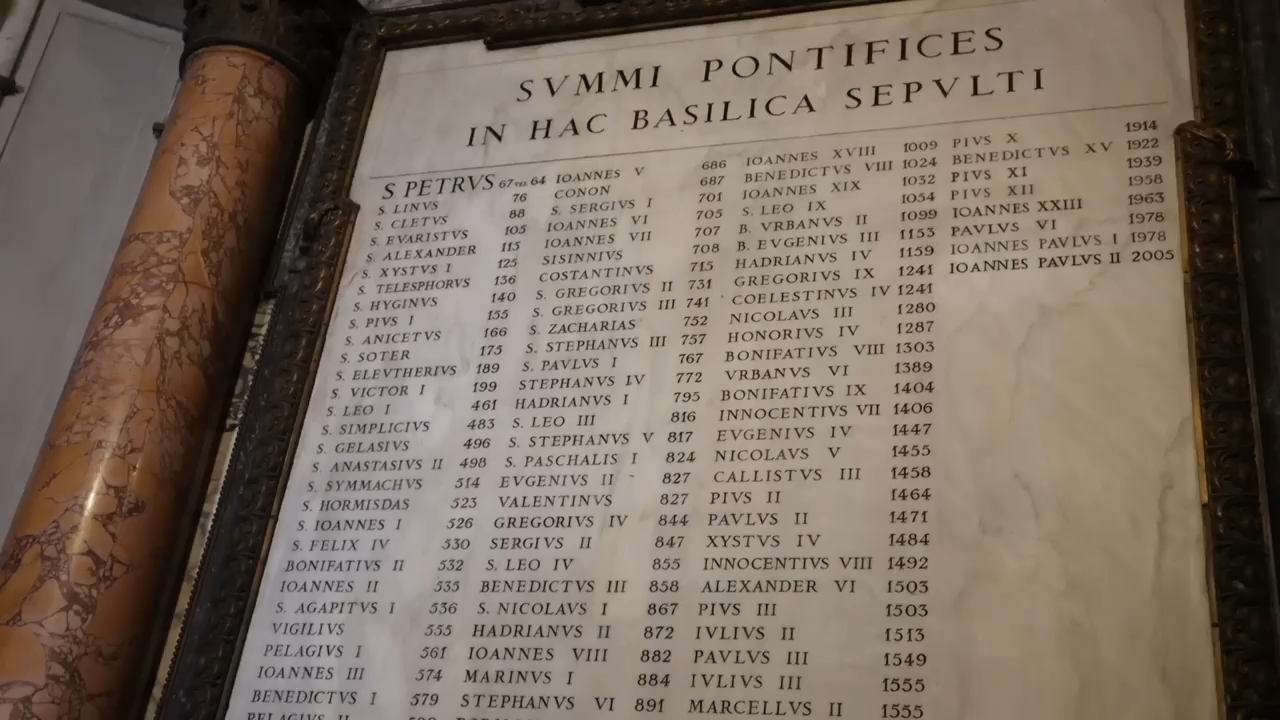 SVMMI PONTIFICES
IN HAC BASILICA SEPVLTI
S PETRVS 67 vel 64
S. LINVS 76
S. CLETVS 88
S. EVARISTVS 105
S. ALEXANDER 115
S. XYSTVS I 125
S. TELESPHORVS 136
S. HYGINVS 140
S. PIVS I 155
S. ANICETVS 166
S. SOTER 175
S. ELEVTHERIVS 189
S. VICTOR I 199
S. LEO I 461
S. SIMPLICIVS 483
S. GELASIVS 496
S. ANASTASIVS II 498
S. SYMMACHVS 514
S. HORMISDAS 523
S. IOANNES I 526
S. FELIX IV 530
BONIFATIVS II 532
IOANNES II 535
S. AGAPITVS I 536
VIGILIVS 555
PELAGIVS I 561
IOANNES III 574
BENEDICTVS I 579
PELAGIVS II
IOANNES V 686
CONON 687
S. SERGIVS I 701
IOANNES VI 705
IOANNES VII 707
SISINNIVS 708
COSTANTINVS 715
S. GREGORIVS II 731
S. GREGORIVS III 741
S. ZACHARIAS 752
S. STEPHANVS III 757
S. PAVLVS I 767
STEPHANVS IV 772
HADRIANVS I 795
S. LEO III 816
S. STEPHANVS V 817
S. PASCHALIS I 824
EVGENIVS II 827
VALENTINVS 827
GREGORIVS IV 844
SERGIVS II 847
S. LEO IV 855
BENEDICTVS III 858
S. NICOLAVS I 867
HADRIANVS II 872
IOANNES VIII 882
MARINVS I 884
STEPHANVS VI 891
IOANNES XVIII 1009
BENEDICTVS VIII 1024
IOANNES XIX 1032
S. LEO IX 1054
B. VRBANVS II 1099
B. EVGENIVS III 1153
HADRIANVS IV 1159
GREGORIVS IX 1241
COELESTINVS IV 1241
NICOLAVS III 1280
HONORIVS IV 1287
BONIFATIVS VIII 1303
VRBANVS VI 1389
BONIFATIVS IX 1404
INNOCENTIVS VII 1406
EVGENIVS IV 1447
NICOLAVS V 1455
CALLISTVS III 1458
PIVS II 1464
PAVLVS II 1471
XYSTVS IV 1484
INNOCENTIVS VIII 1492
ALEXANDER VI 1503
PIVS III 1503
IVLIVS II 1513
PAVLVS III 1549
IVLIVS III 1555
MARCELLVS II 1555
PIVS X 1914
BENEDICTVS XV 1922
PIVS XI 1939
PIVS XII 1958
IOANNES XXIII 1963
PAVLVS VI 1978
IOANNES PAVLVS I 1978
IOANNES PAVLVS II 2005